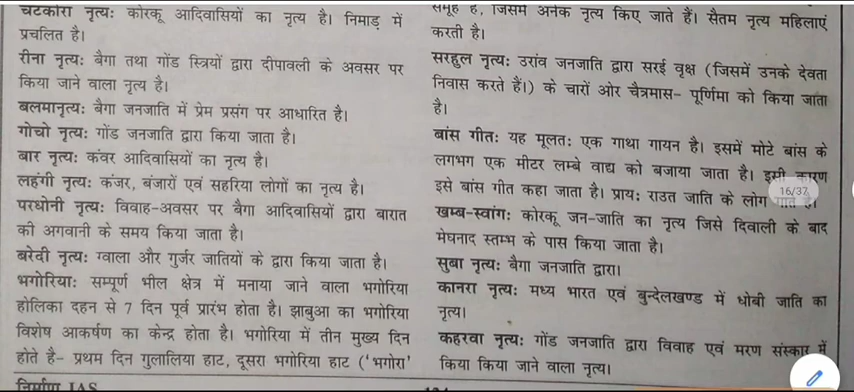 चटकोरा नृत्यः कोरकू आदिवासियों का नृत्य है। निमाड़ में
प्रचलित है।
रीना नृत्यः बैगा तथा गोंड स्त्रियों द्वारा दीपावली के अवसर पर
किया जाने वाला नृत्य है।
बलमानृत्यः बैगा जनजाति में प्रेम प्रसंग पर आधारित है।
गोचो नृत्यः गोंड जनजाति द्वारा किया जाता है।
बार नृत्यः कंवर आदिवासियों का नृत्य है।
लहंगी नृत्यः कंजर, बंजारों एवं सहरिया लोगों का नृत्य है।
परधोनी नृत्यः विवाह-अवसर पर बैगा आदिवासियों द्वारा बारात
की अगवानी के समय किया जाता है।
बरेदी नृत्यः ग्वाला और गुर्जर जातियों के द्वारा किया जाता है।
भगोरियाः सम्पूर्ण भील क्षेत्र में मनाया जाने वाला भगोरिया
होलिका दहन से 7 दिन पूर्व प्रारंभ होता है। झाबुआ का भगोरिया
विशेष आकर्षण का केन्द्र होता है। भगोरिया में तीन मुख्य दिन
होते है- प्रथम दिन गुलालिया हाट, दूसरा भगोरिया हाट ('भगोरा'
निर्माण IAS
समूह है, जिसमें अनेक नृत्य किए जाते हैं। सैतम नृत्य महिलाएं
करती है।
सरहुल नृत्यः उरांव जनजाति द्वारा सरई वृक्ष (जिसमें उनके देवता
निवास करते हैं।) के चारों ओर चैत्रमास- पूर्णिमा को किया जाता
है।
बांस गीतः यह मूलतः एक गाथा गायन है। इसमें मोटे बांस के
लगभग एक मीटर लम्बे वाद्य को बजाया जाता है। इसी कारण
इसे बांस गीत कहा जाता है। प्रायः राउत जाति के लोग गाते है।
16/37
खम्ब-स्वांगः कोरकू जन-जाति का नृत्य जिसे दिवाली के बाद
मेघनाद स्तम्भ के पास किया जाता है।
सुबा नृत्यः बैगा जनजाति द्वारा।
कानरा नृत्यः मध्य भारत एवं बुन्देलखण्ड में धोबी जाति का
नृत्य।
कहरवा नृत्यः गोंड जनजाति द्वारा विवाह एवं मरण संस्कार में
किया किया जाने वाला नृत्य।